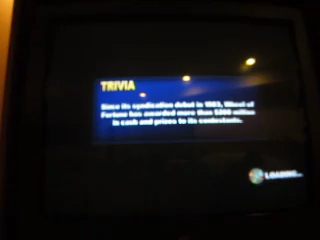 TRIVIA
Since its syndication debut in 1983, Wheel of
Fortune has awarded more than $200 million
in cash and prizes to its contestants.
LOADING...